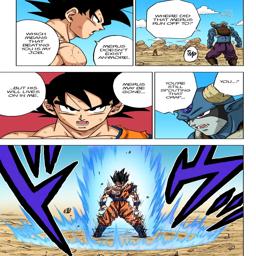 WHERE DID
THAT MERUS
RUN OFF TO?
MERUS
DOESN'T
EXIST
ANYMORE.
WHICH
MEANS
THAT
BEATING
YOU IS MY
JOB.
YOU...?
YOU'RE
STILL
SPOUTING
THAT
CRAP...
MERUS
MAY BE
GONE...
...BUT HIS
WILL LIVES
ON IN ME.